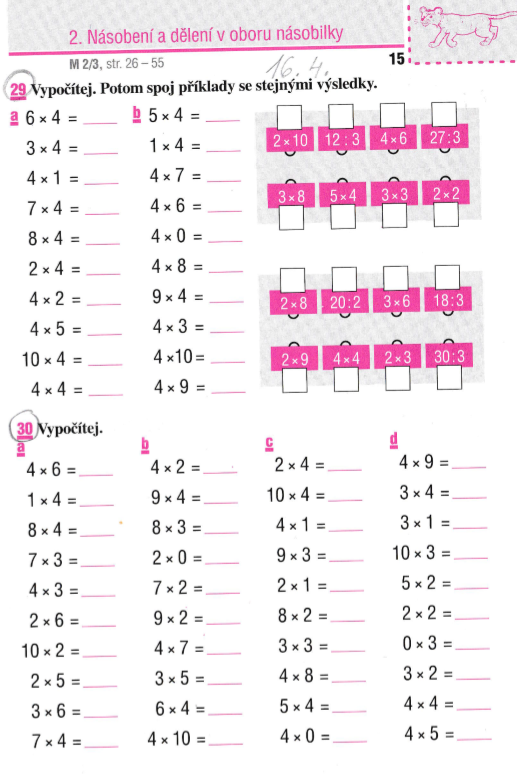 2. Násobení a dělení v oboru násobilky
M 2/3, str. 26 – 55
16. 4.
15
29 Vypočítej. Potom spoj příklady se stejnými výsledky.
a 6 × 4 = ____ b 5 × 4 = ____
3 × 4 = ____ 1 × 4 = ____
4 × 1 = ____ 4 × 7 = ____
7 × 4 = ____ 4 × 6 = ____
8 × 4 = ____ 4 × 0 = ____
2 × 4 = ____ 4 × 8 = ____
4 × 2 = ____ 9 × 4 = ____
4 × 5 = ____ 4 × 3 = ____
10 × 4 = ____ 4 ×10= ____
4 × 4 = ____ 4 × 9 = ____
2 × 10 12 : 3 4 × 6 27 : 3
3 × 8 5 × 4 3 × 3 2 × 2
2 × 8 20 : 2 3 × 6 18 : 3
2 × 9 4 × 4 2 × 3 30 : 3
30 Vypočítej.
a b c d
4 × 6 = ____ 4 × 2 = ____ 2 × 4 = ____ 4 × 9 = ____
1 × 4 = ____ 9 × 4 = ____ 10 × 4 = ____ 3 × 4 = ____
8 × 4 = ____ 8 × 3 = ____ 4 × 1 = ____ 3 × 1 = ____
7 × 3 = ____ 2 × 0 = ____ 9 × 3 = ____ 10 × 3 = ____
4 × 3 = ____ 7 × 2 = ____ 2 × 1 = ____ 5 × 2 = ____
2 × 6 = ____ 9 × 2 = ____ 8 × 2 = ____ 2 × 2 = ____
10 × 2 = ____ 4 × 7 = ____ 3 × 3 = ____ 0 × 3 = ____
2 × 5 = ____ 3 × 5 = ____ 4 × 8 = ____ 3 × 2 = ____
3 × 6 = ____ 6 × 4 = ____ 5 × 4 = ____ 4 × 4 = ____
7 × 4 = ____ 4 × 10 = ____ 4 × 0 = ____ 4 × 5 = ____